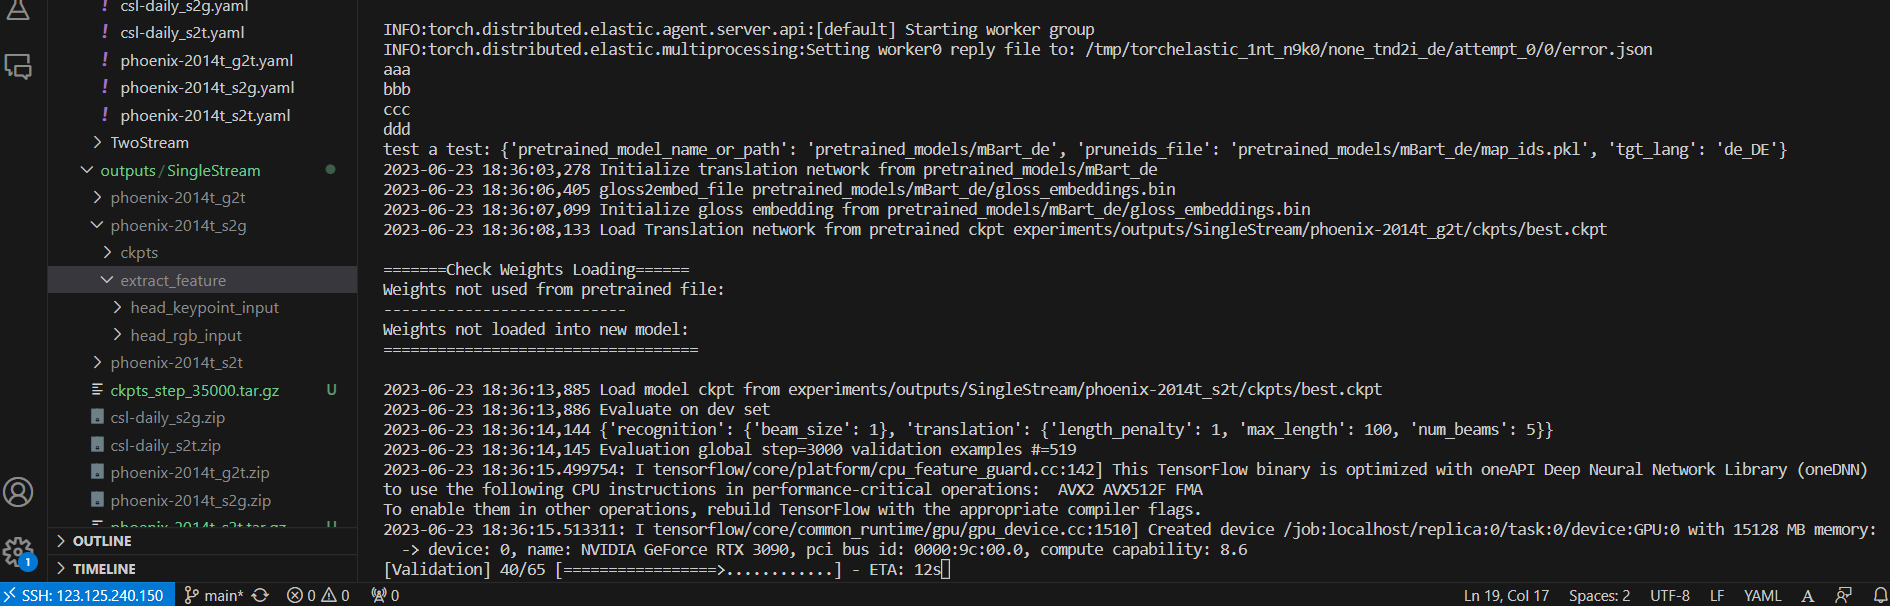 csl-daily_s2g.yaml
! csl-daily_s2t.yaml
! phoenix-2014t_g2t.yaml
! phoenix-2014t_s2g.yaml
! phoenix-2014t_s2t.yaml
TwoStream
outputs/SingleStream
phoenix-2014t_g2t
phoenix-2014t_s2g
ckpts
extract_feature
head_keypoint_input
head_rgb_input
phoenix-2014t_s2t
ckpts_step_35000.tar.gz U
csl-daily_s2g.zip
csl-daily_s2t.zip
phoenix-2014t_g2t.zip
phoenix-2014t_s2g.zip
phoenix-2014t_s2t.tar.gz U
OUTLINE
TIMELINE
1
INFO:torch.distributed.elastic.agent.server.api:[default] Starting worker group
INFO:torch.distributed.elastic.multiprocessing:Setting worker0 reply file to: /tmp/torchelastic_1nt_n9k0/none_tnd2i_de/attempt_0/0/error.json
aaa
bbb
ccc
ddd
test a test: {'pretrained_model_name_or_path': 'pretrained_models/mBart_de', 'pruneids_file': 'pretrained_models/mBart_de/map_ids.pkl', 'tgt_lang': 'de_DE'}
2023-06-23 18:36:03,278 Initialize translation network from pretrained_models/mBart_de
2023-06-23 18:36:06,405 gloss2embed_file pretrained_models/mBart_de/gloss_embeddings.bin
2023-06-23 18:36:07,099 Initialize gloss embedding from pretrained_models/mBart_de/gloss_embeddings.bin
2023-06-23 18:36:08,133 Load Translation network from pretrained ckpt experiments/outputs/SingleStream/phoenix-2014t_g2t/ckpts/best.ckpt
=======Check Weights Loading======
Weights not used from pretrained file:
---------------------------
Weights not loaded into new model:
===================================
2023-06-23 18:36:13,885 Load model ckpt from experiments/outputs/SingleStream/phoenix-2014t_s2t/ckpts/best.ckpt
2023-06-23 18:36:13,886 Evaluate on dev set
2023-06-23 18:36:14,144 {'recognition': {'beam_size': 1}, 'translation': {'length_penalty': 1, 'max_length': 100, 'num_beams': 5}}
2023-06-23 18:36:14,145 Evaluation global step=3000 validation examples #=519
2023-06-23 18:36:15.499754: I tensorflow/core/platform/cpu_feature_guard.cc:142] This TensorFlow binary is optimized with oneAPI Deep Neural Network Library (oneDNN)
to use the following CPU instructions in performance-critical operations:  AVX2 AVX512F FMA
To enable them in other operations, rebuild TensorFlow with the appropriate compiler flags.
2023-06-23 18:36:15.513311: I tensorflow/core/common_runtime/gpu/gpu_device.cc:1510] Created device /job:localhost/replica:0/task:0/device:GPU:0 with 15128 MB memory:
-> device: 0, name: NVIDIA GeForce RTX 3090, pci bus id: 0000:9c:00.0, compute capability: 8.6
[Validation] 40/65 [=================>............] - ETA: 12s
SSH: 123.125.240.150 main* 0 0 0 Ln 19, Col 17 Spaces: 2 UTF-8 LF YAML A